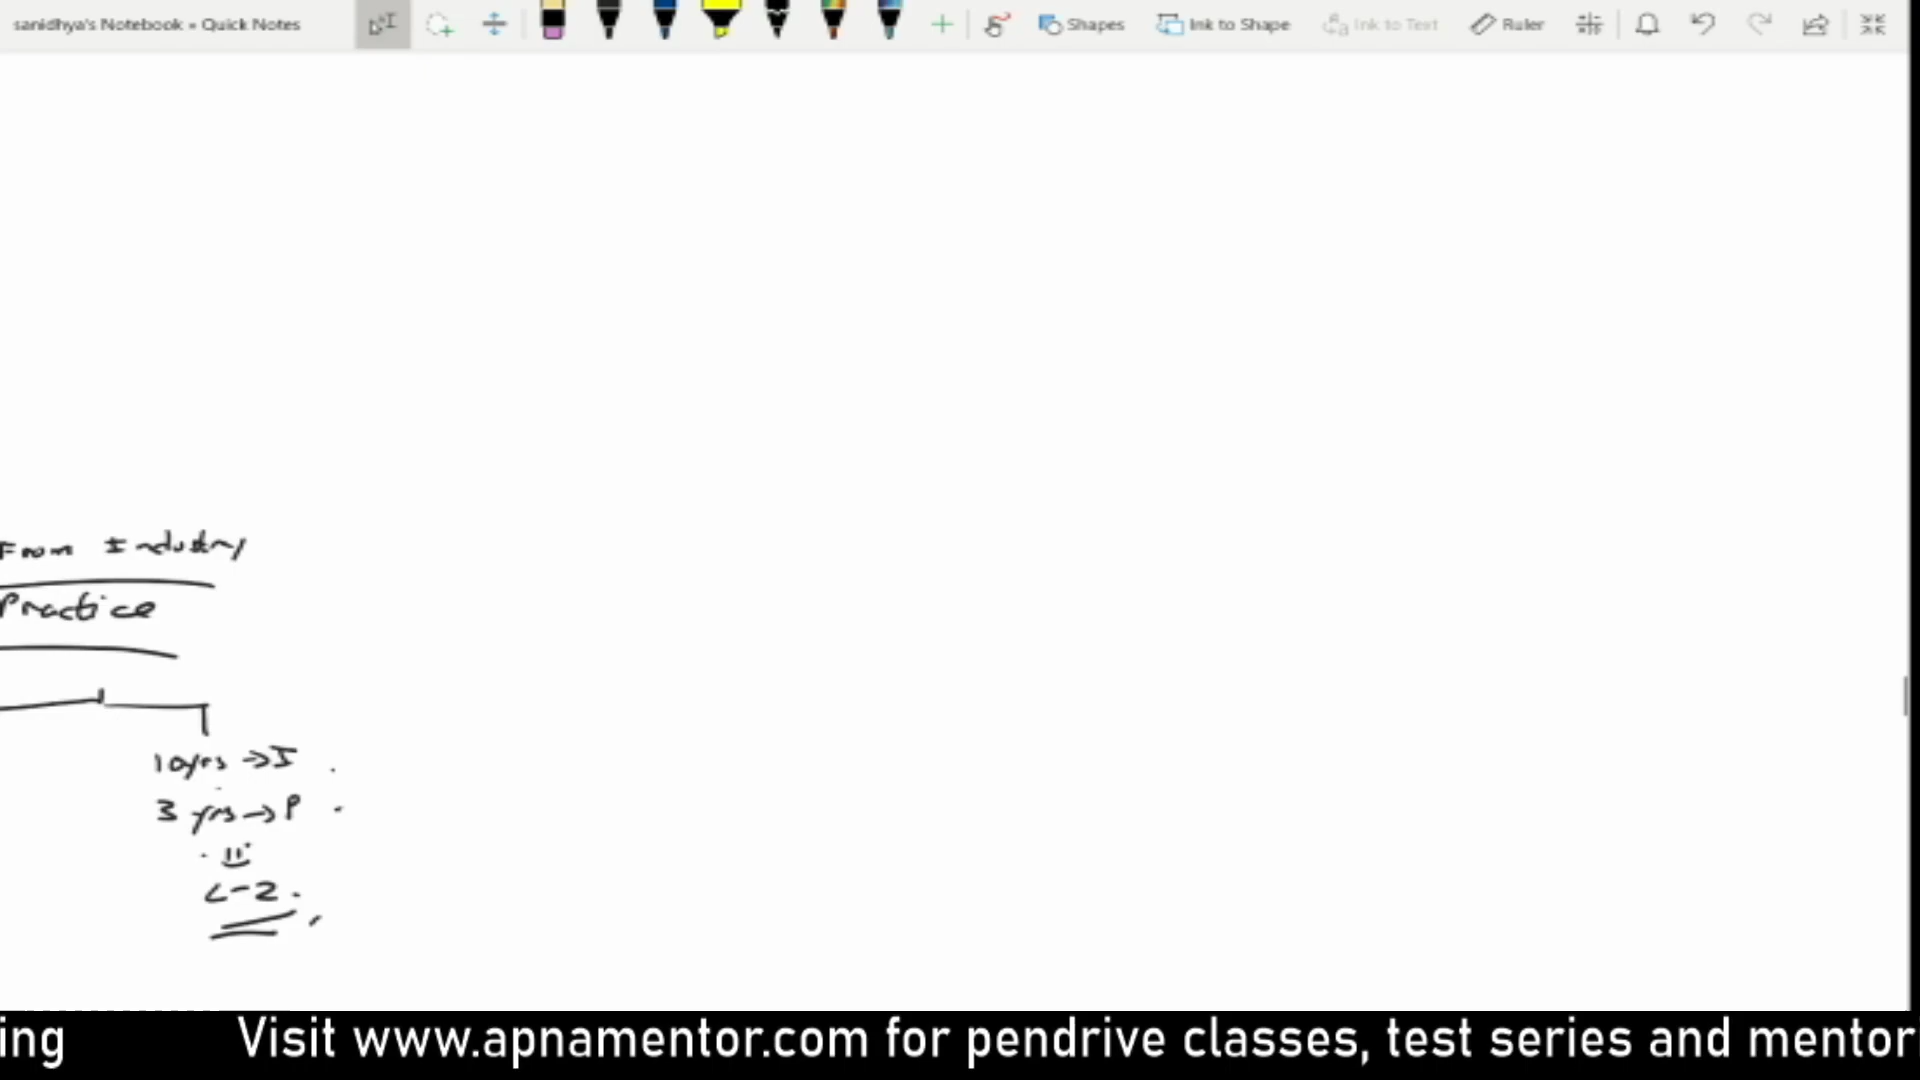 sanidhya's Notebook » Quick Notes
Shapes
Ink to Shape
Ink to Text
Ruler
From Industry
Practice
10yrs → I
3 yrs → P
L-2
ing Visit www.apnamentor.com for pendrive classes, test series and mentor